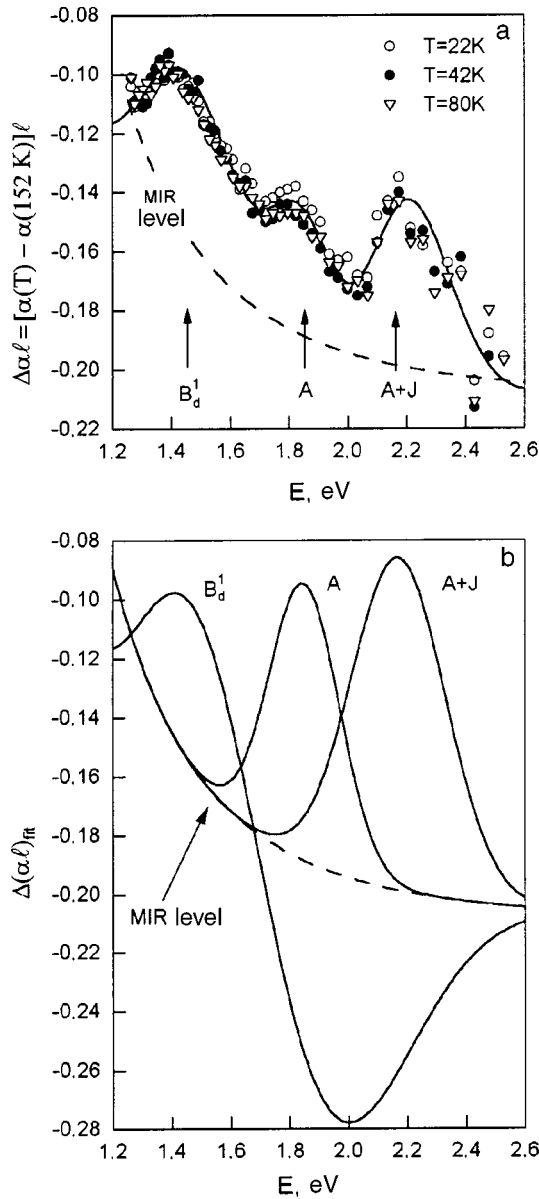 a
-0.08
-0.10
-0.12
-0.14
-0.16
-0.18
-0.20
-0.22
Δαℓ=[α(T) − α(152 K)]ℓ
T=22K
T=42K
T=80K
MIR
level
B_d^1
A
A+J
1.2 1.4 1.6 1.8 2.0 2.2 2.4 2.6
E, eV
b
-0.08
-0.10
-0.12
-0.14
-0.16
-0.18
-0.20
-0.22
-0.24
-0.26
-0.28
Δ(αℓ)fit
B_d^1
A
A+J
MIR level
1.2 1.4 1.6 1.8 2.0 2.2 2.4 2.6
E, eV